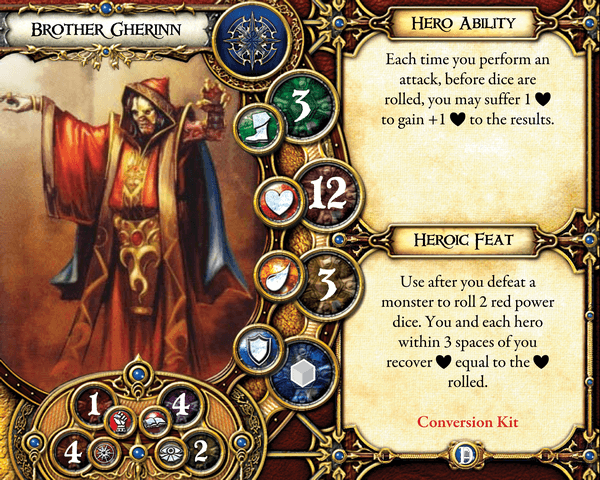 Brother Gherinn
3
12
3
1
4
4
2
Hero Ability
Each time you perform an
attack, before dice are
rolled, you may suffer 1 ♥
to gain +1 ♥ to the results.
Heroic Feat
Use after you defeat a
monster to roll 2 red power
dice. You and each hero
within 3 spaces of you
recover ♥ equal to the ♥
rolled.
Conversion Kit
D